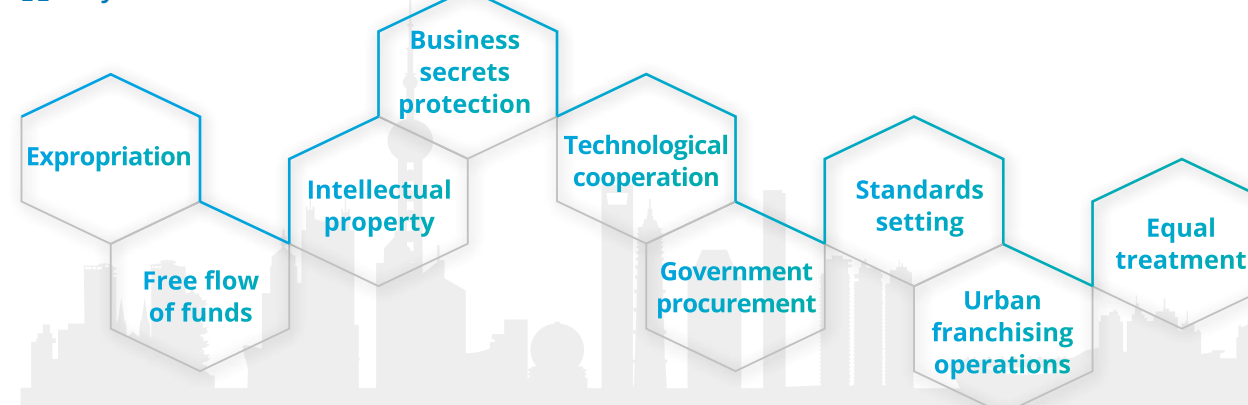 Expropriation
Free flow
of funds
Intellectual
property
Business
secrets
protection
Technological
cooperation
Government
procurement
Standards
setting
Urban
franchising
operations
Equal
treatment